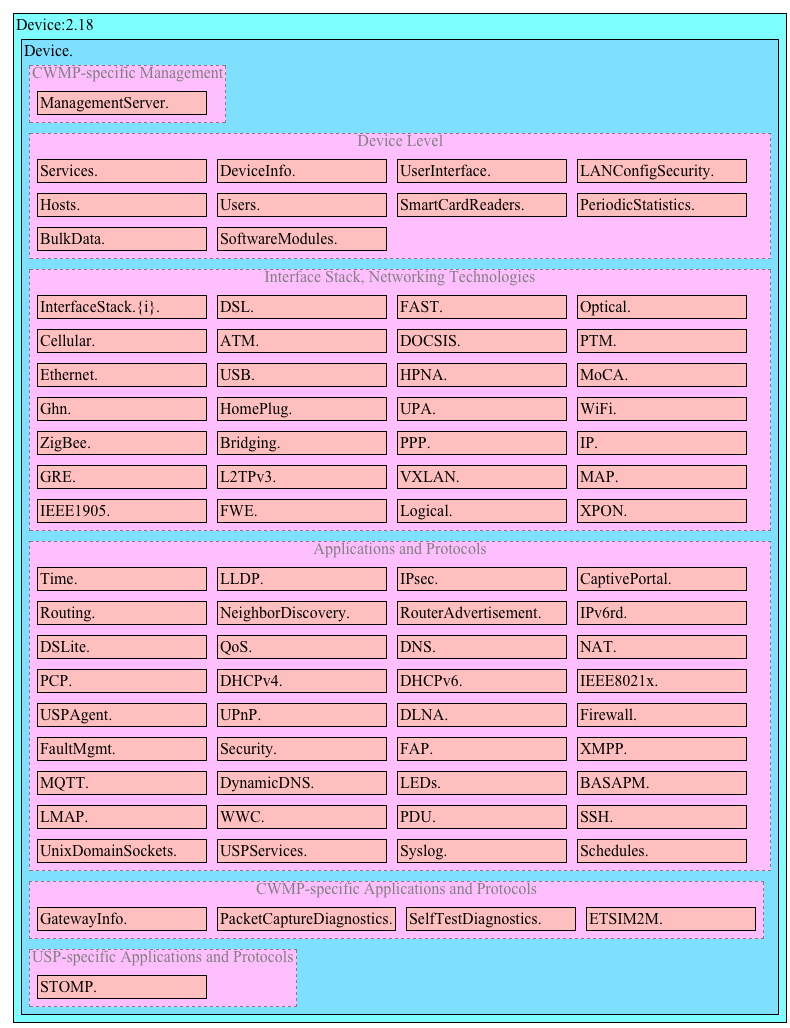 Device:2.18
Device.
CWMP-specific Management
ManagementServer.
Device Level
Services. DeviceInfo. UserInterface. LANConfigSecurity.
Hosts. Users. SmartCardReaders. PeriodicStatistics.
BulkData. SoftwareModules.
Interface Stack, Networking Technologies
InterfaceStack.{i}. DSL. FAST. Optical.
Cellular. ATM. DOCSIS. PTM.
Ethernet. USB. HPNA. MoCA.
Ghn. HomePlug. UPA. WiFi.
ZigBee. Bridging. PPP. IP.
GRE. L2TPv3. VXLAN. MAP.
IEEE1905. FWE. Logical. XPON.
Applications and Protocols
Time. LLDP. IPsec. CaptivePortal.
Routing. NeighborDiscovery. RouterAdvertisement. IPv6rd.
DSLite. QoS. DNS. NAT.
PCP. DHCPv4. DHCPv6. IEEE8021x.
USPAgent. UPnP. DLNA. Firewall.
FaultMgmt. Security. FAP. XMPP.
MQTT. DynamicDNS. LEDs. BASAPM.
LMAP. WWC. PDU. SSH.
UnixDomainSockets. USPServices. Syslog. Schedules.
CWMP-specific Applications and Protocols
GatewayInfo. PacketCaptureDiagnostics. SelfTestDiagnostics. ETSIM2M.
USP-specific Applications and Protocols
STOMP.